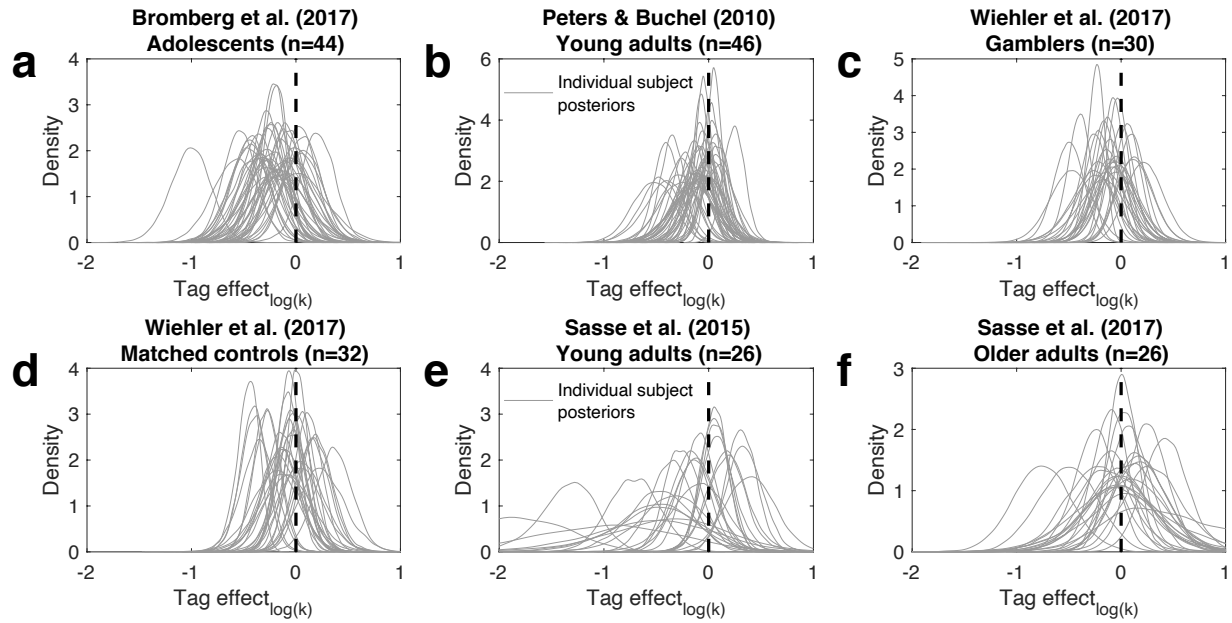 Bromberg et al. (2017)
Adolescents (n=44)
a
4
3
2
1
0
Density
-2
-1
0
1
Tag effect log(k)
Peters & Buchel (2010)
Young adults (n=46)
b
6
4
2
0
Density
Individual subject
posteriors
-2
-1
0
1
Tag effect log(k)
Wiehler et al. (2017)
Gamblers (n=30)
c
5
4
3
2
1
0
Density
-2
-1
0
1
Tag effect log(k)
Wiehler et al. (2017)
Matched controls (n=32)
d
4
3
2
1
0
Density
-2
-1
0
1
Tag effect log(k)
Sasse et al. (2015)
Young adults (n=26)
e
4
3
2
1
0
Density
Individual subject
posteriors
-2
-1
0
1
Tag effect log(k)
Sasse et al. (2017)
Older adults (n=26)
f
3
2
1
0
Density
-2
-1
0
1
Tag effect log(k)